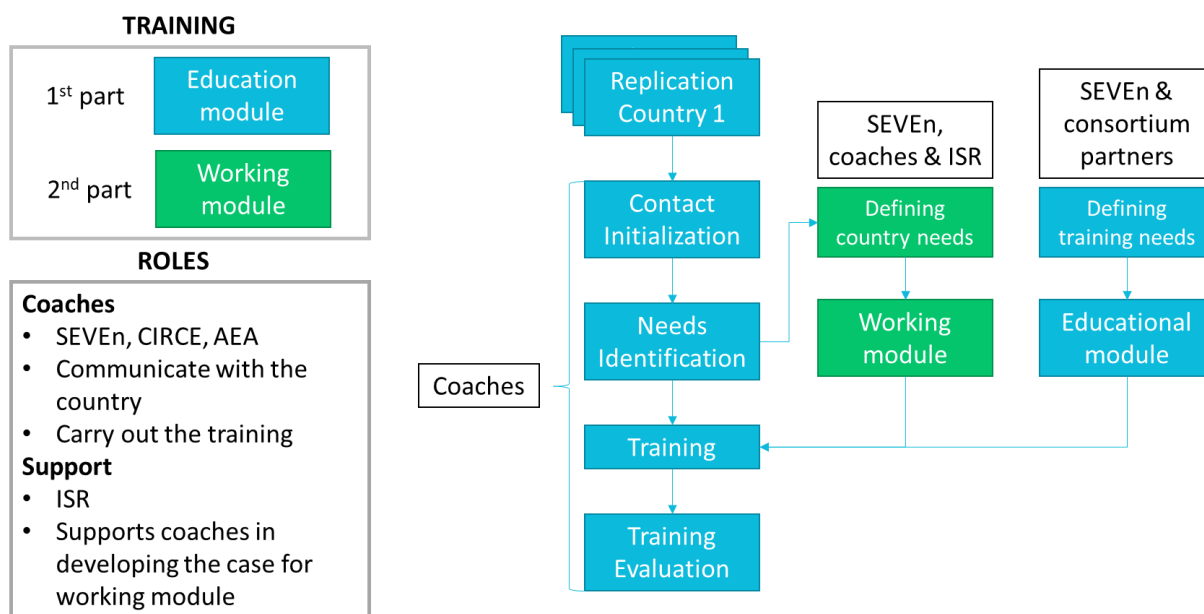 TRAINING
1st part
Education
module
2nd part
Working
module
ROLES
Coaches
• SEVEn, CIRCE, AEA
• Communicate with the
country
• Carry out the training
Support
• ISR
• Supports coaches in
developing the case for
working module
Replication
Country 1
Contact
Initialization
Needs
Identification
Coaches
Training
Training
Evaluation
SEVEn,
coaches & ISR
Defining
country needs
Working
module
SEVEn &
consortium
partners
Defining
training needs
Educational
module